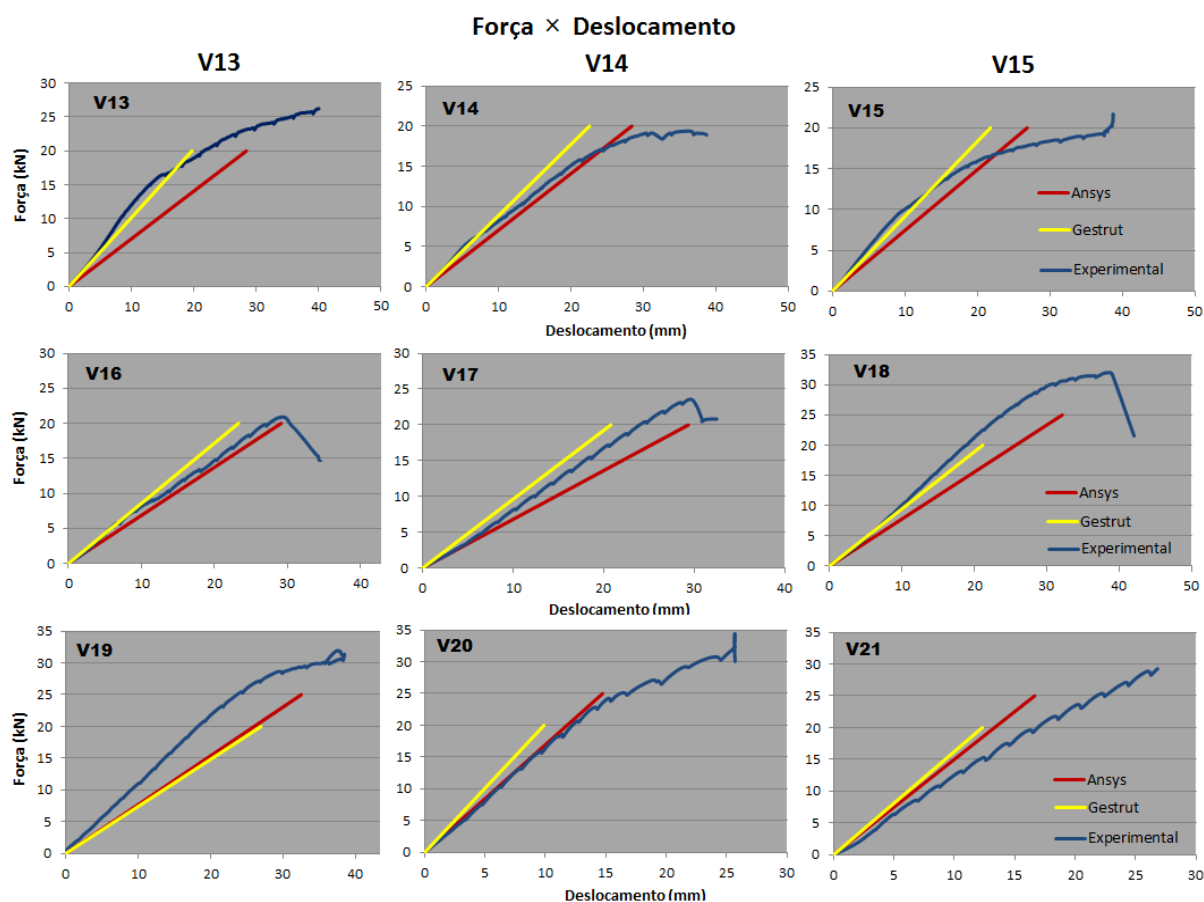 Força × Deslocamento
V13 V14 V15
V13
Força (kN)
30
25
20
15
10
5
0
0 10 20 30 40 50
V14
25
20
15
10
5
0
0 10 20 30 40 50
Deslocamento (mm)
V15
25
20
15
10
5
0
0 10 20 30 40 50
Ansys
Gestrut
Experimental
V16
Força (kN)
30
25
20
15
10
5
0
0 10 20 30 40
V17
30
25
20
15
10
5
0
0 10 20 30 40
Deslocamento (mm)
V18
35
30
25
20
15
10
5
0
0 10 20 30 40 50
Ansys
Gestrut
Experimental
V19
Força (kN)
35
30
25
20
15
10
5
0
0 10 20 30 40
V20
35
30
25
20
15
10
5
0
0 5 10 15 20 25 30
Deslocamento (mm)
V21
35
30
25
20
15
10
5
0
0 5 10 15 20 25 30
Ansys
Gestrut
Experimental